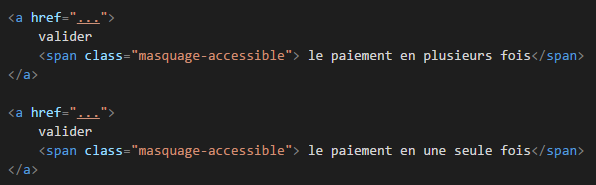 <a href="...">
valider
<span class="masquage-accessible"> le paiement en plusieurs fois</span>
</a>
<a href="...">
valider
<span class="masquage-accessible"> le paiement en une seule fois</span>
</a>